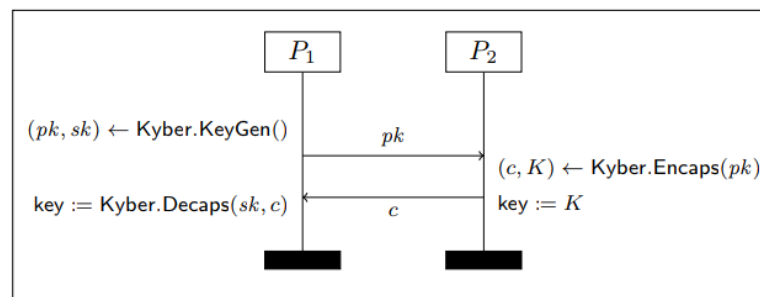 P₁ P₂
(pk, sk) ← Kyber.KeyGen()
pk
(c, K) ← Kyber.Encaps(pk)
key := Kyber.Decaps(sk, c)
c
key := K